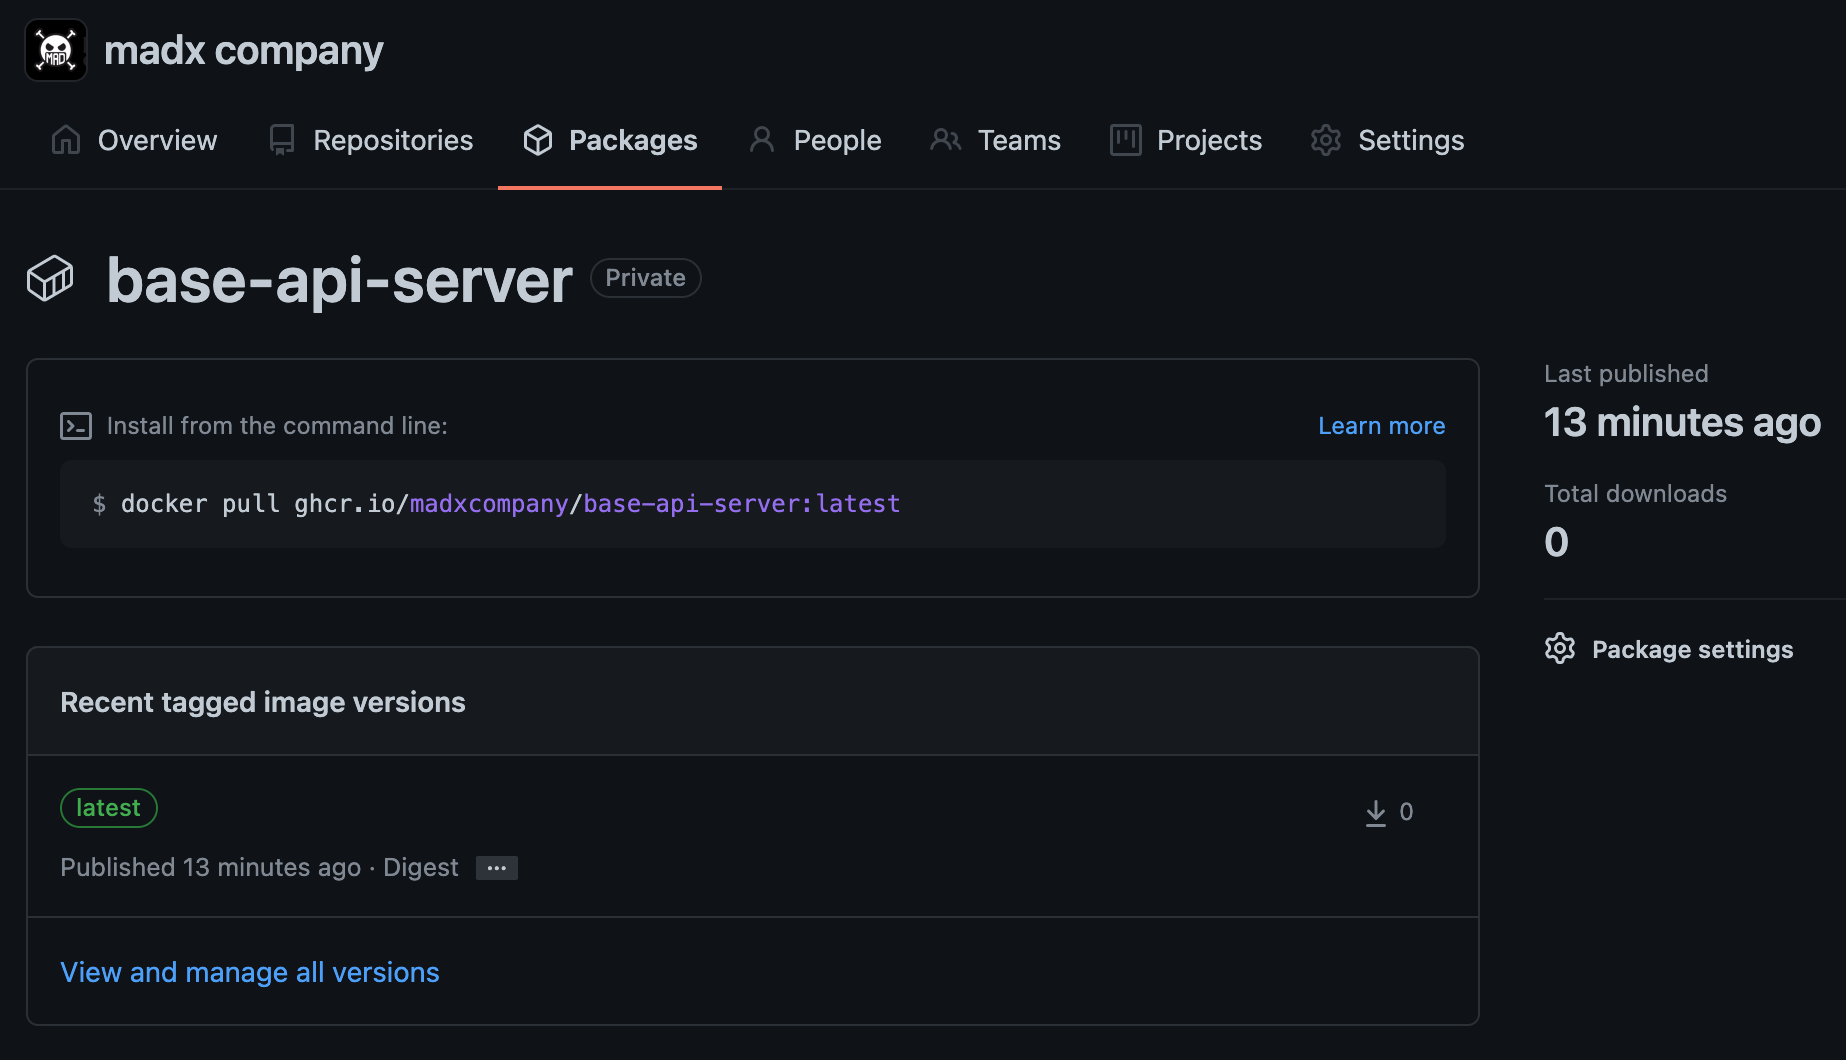 MAD
madx company
Overview Repositories Packages People Teams Projects Settings
base-api-server Private
Install from the command line: Learn more
$ docker pull ghcr.io/madxcompany/base-api-server:latest
Last published
13 minutes ago
Total downloads
0
Package settings
Recent tagged image versions
latest 0
Published 13 minutes ago · Digest ···
View and manage all versions